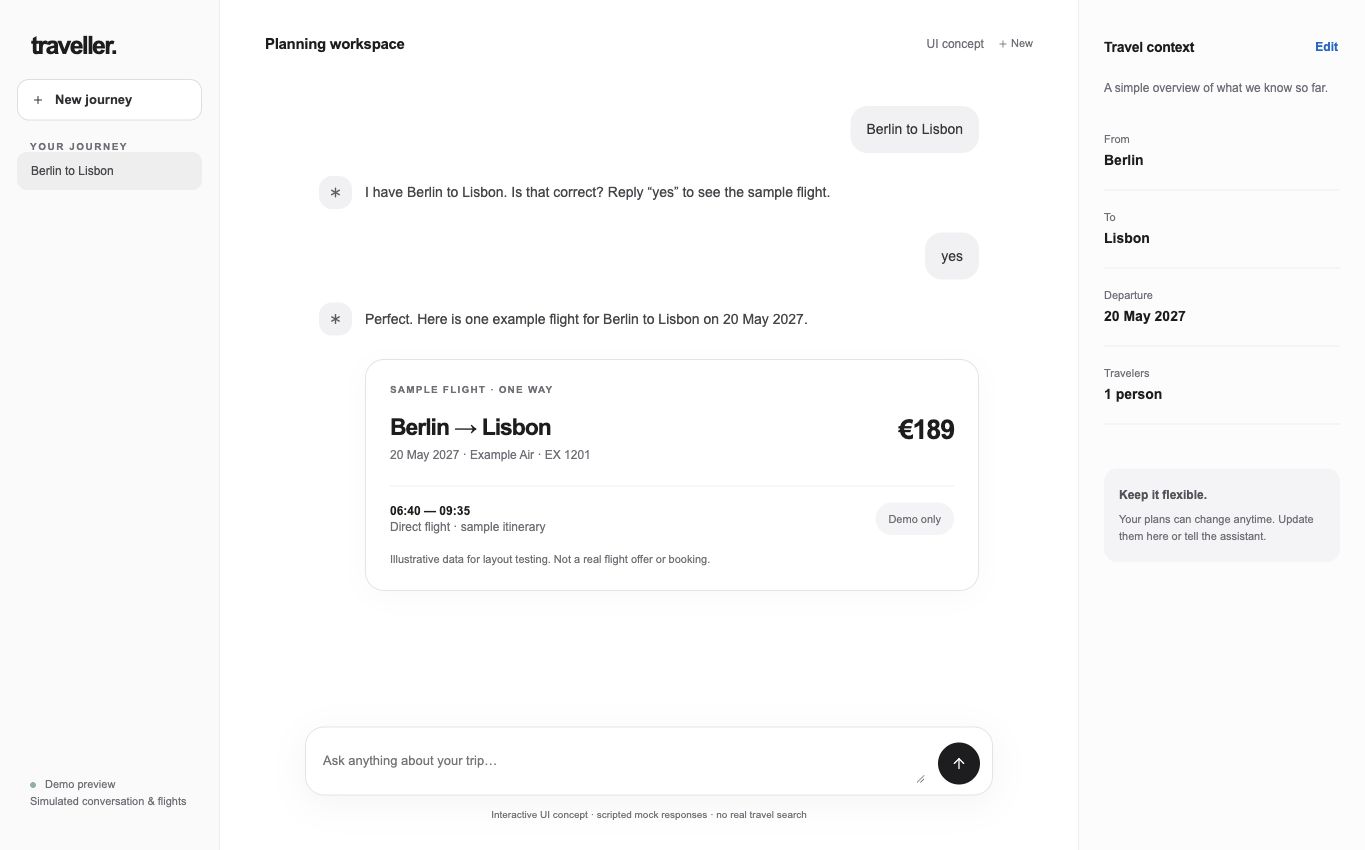 traveller.
+ New journey
YOUR JOURNEY
Berlin to Lisbon
Demo preview
Simulated conversation & flights
Planning workspace
UI concept
+ New
Berlin to Lisbon
I have Berlin to Lisbon. Is that correct? Reply “yes” to see the sample flight.
yes
Perfect. Here is one example flight for Berlin to Lisbon on 20 May 2027.
SAMPLE FLIGHT · ONE WAY
Berlin → Lisbon
€189
20 May 2027 · Example Air · EX 1201
06:40 — 09:35
Direct flight · sample itinerary
Demo only
Illustrative data for layout testing. Not a real flight offer or booking.
Ask anything about your trip…
Interactive UI concept · scripted mock responses · no real travel search
Travel context
Edit
A simple overview of what we know so far.
From
Berlin
To
Lisbon
Departure
20 May 2027
Travelers
1 person
Keep it flexible.
Your plans can change anytime. Update
them here or tell the assistant.